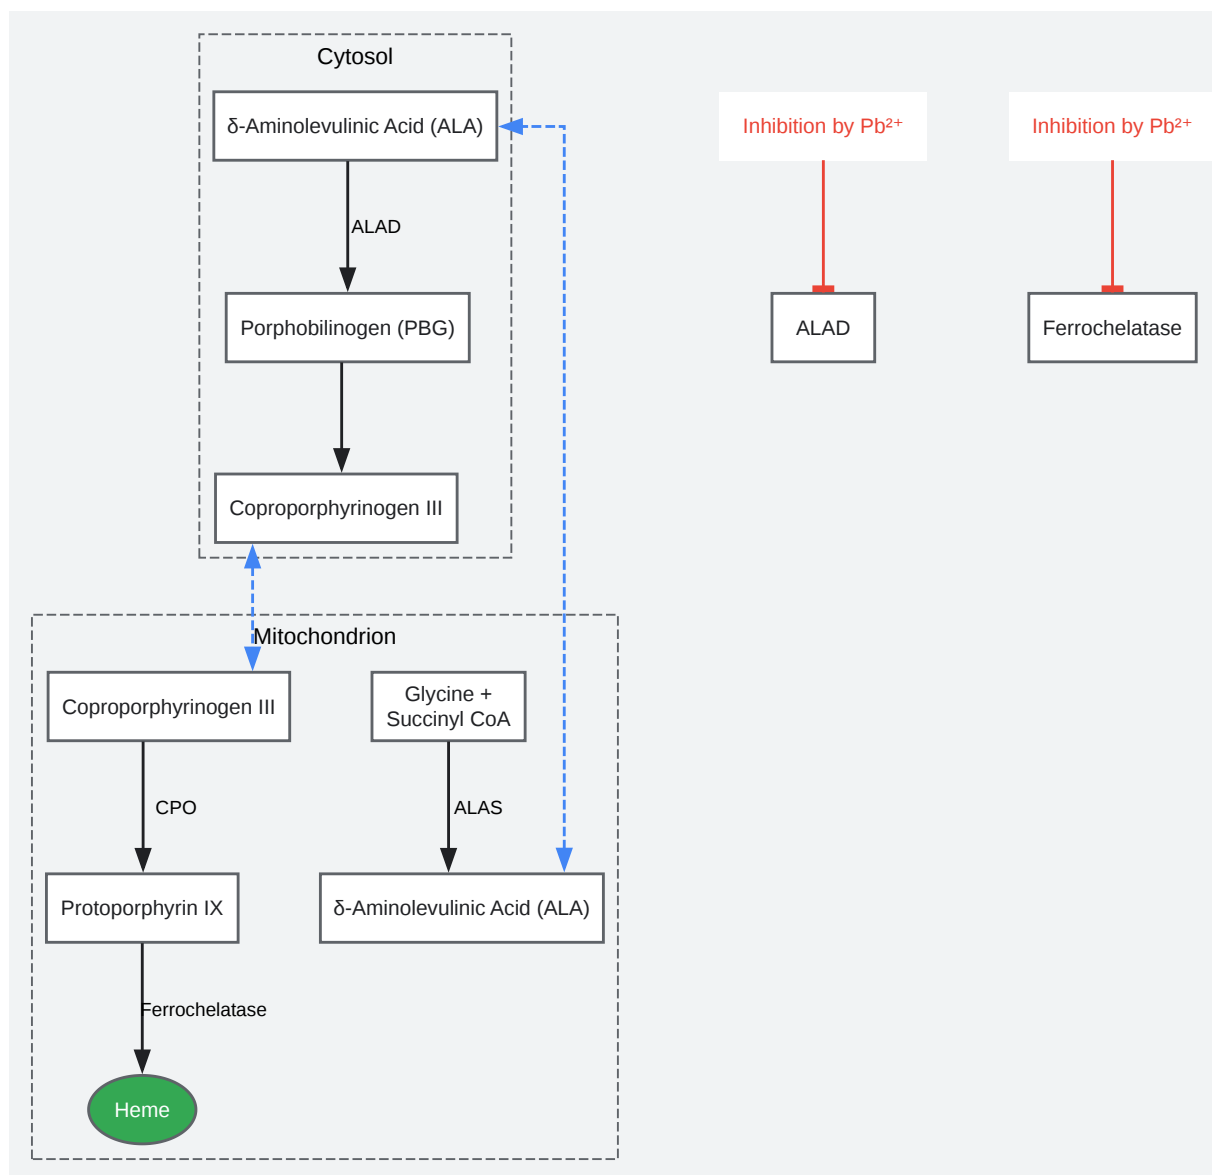 Cytosol
δ-Aminolevulinic Acid (ALA)
ALAD
Porphobilinogen (PBG)
Coproporphyrinogen III
Inhibition by Pb²⁺
ALAD
Inhibition by Pb²⁺
Ferrochelatase
Mitochondrion
Coproporphyrinogen III
CPO
Protoporphyrin IX
Ferrochelatase
Heme
Glycine +
Succinyl CoA
ALAS
δ-Aminolevulinic Acid (ALA)